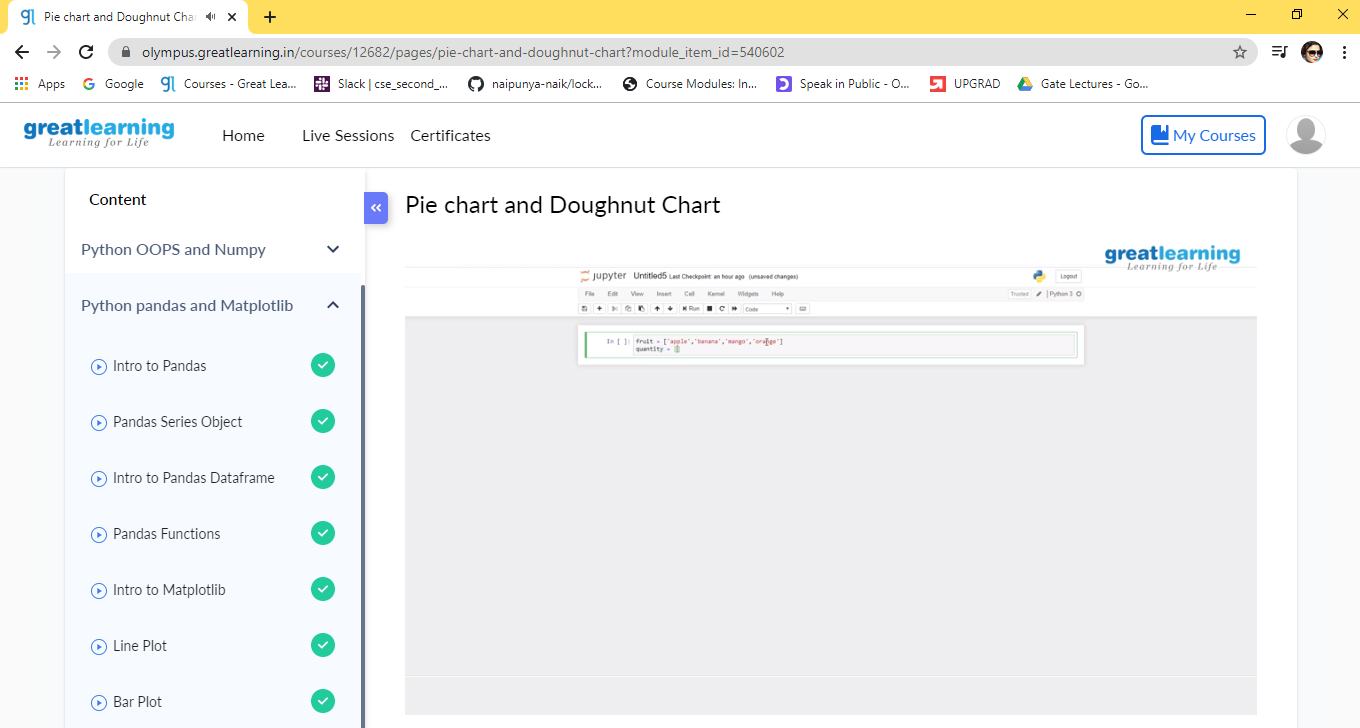 Pie chart and Doughnut Cha
olympus.greatlearning.in/courses/12682/pages/pie-chart-and-doughnut-chart?module_item_id=540602
Apps Google Courses - Great Lea... Slack | cse_second_... naipunya-naik/lock... Course Modules: In... Speak in Public - O... UPGRAD Gate Lectures - Go...
greatlearning
Learning for Life
Home Live Sessions Certificates My Courses
Content
Python OOPS and Numpy
Python pandas and Matplotlib
Intro to Pandas
Pandas Series Object
Intro to Pandas Dataframe
Pandas Functions
Intro to Matplotlib
Line Plot
Bar Plot
Pie chart and Doughnut Chart
greatlearning
Learning for Life
jupyter Untitled5 Last Checkpoint: an hour ago (unsaved changes) Logout
File Edit View Insert Cell Kernel Widgets Help Trusted Python 3
Run Code
In [ ]: fruit = ['apple','banana','mango','orange']
quantity = []